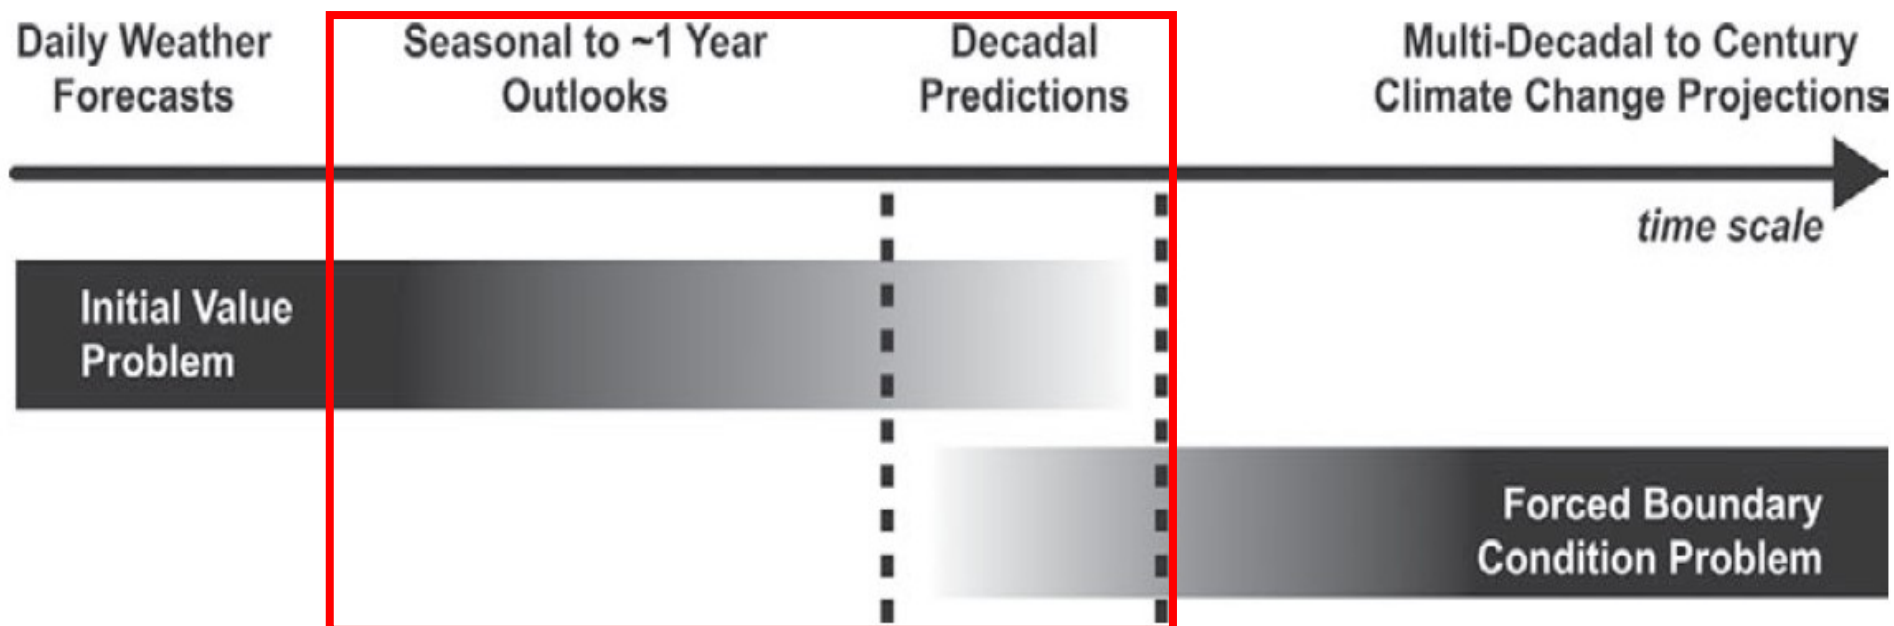 Daily Weather
Forecasts
Seasonal to ~1 Year
Outlooks
Decadal
Predictions
Multi-Decadal to Century
Climate Change Projections
time scale
Initial Value
Problem
Forced Boundary
Condition Problem